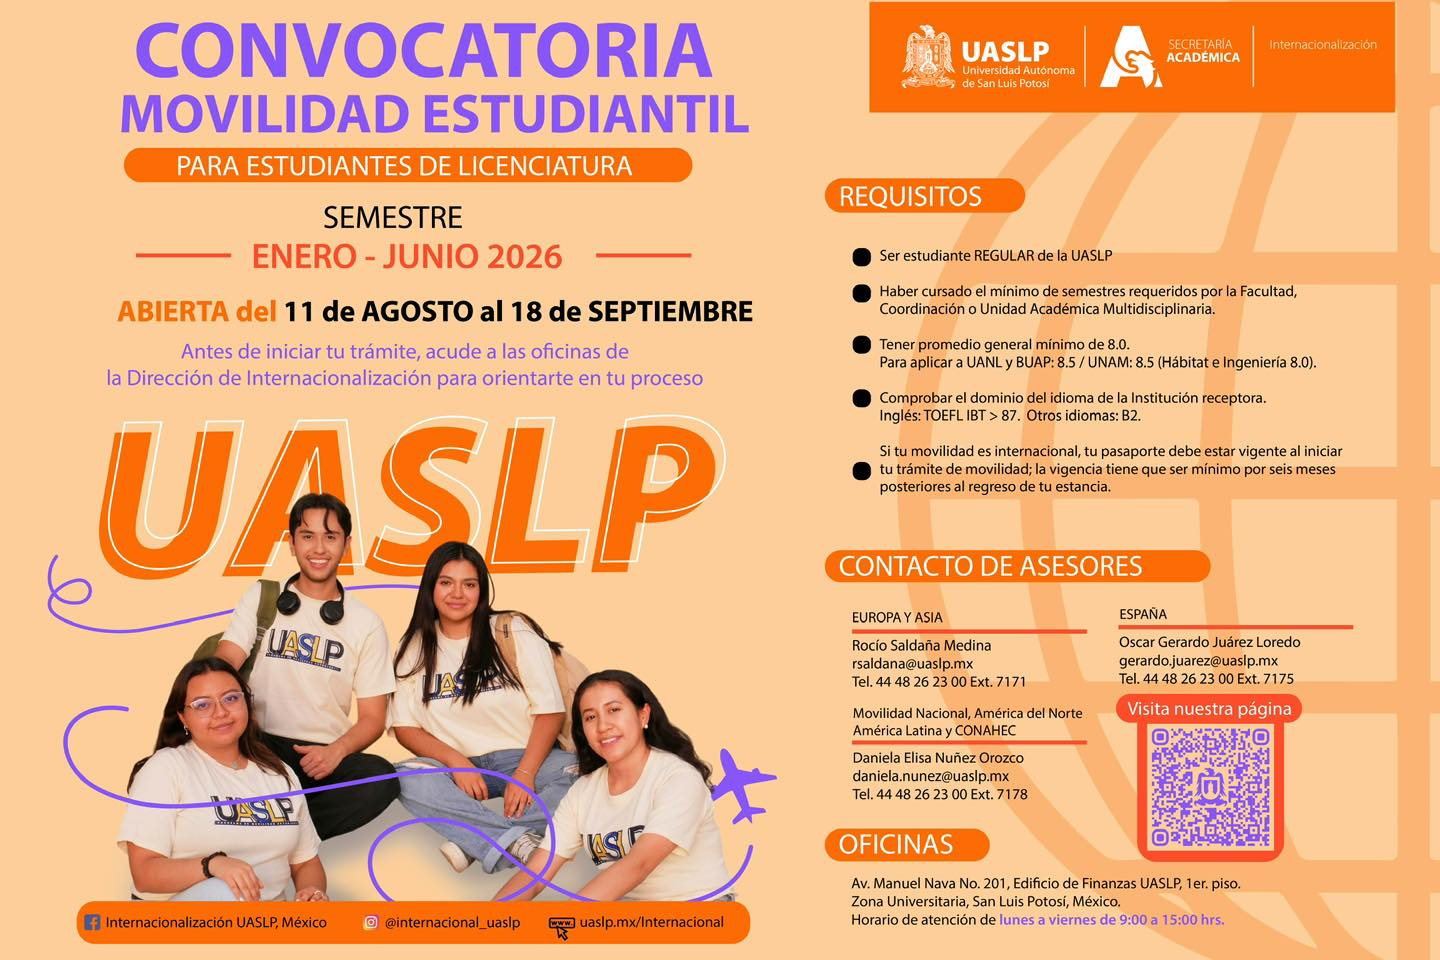 CONVOCATORIA
MOVILIDAD ESTUDIANTIL
PARA ESTUDIANTES DE LICENCIATURA
SEMESTRE
ENERO - JUNIO 2026
ABIERTA del 11 de AGOSTO al 18 de SEPTIEMBRE
Antes de iniciar tu trámite, acude a las oficinas de
la Dirección de Internacionalización para orientarte en tu proceso
UASLP
UASLP
UASLP
UASLP
UASLP
Internacionalización UASLP, México
@internacional_uaslp
www
uaslp.mx/Internacional
UASLP
Universidad Autónoma
de San Luis Potosí
SECRETARÍA
ACADÉMICA
Internacionalización
REQUISITOS
Ser estudiante REGULAR de la UASLP
Haber cursado el mínimo de semestres requeridos por la Facultad,
Coordinación o Unidad Académica Multidisciplinaria.
Tener promedio general mínimo de 8.0.
Para aplicar a UANL y BUAP: 8.5 / UNAM: 8.5 (Hábitat e Ingeniería 8.0).
Comprobar el dominio del idioma de la Institución receptora.
Inglés: TOEFL IBT > 87. Otros idiomas: B2.
Si tu movilidad es internacional, tu pasaporte debe estar vigente al iniciar
tu trámite de movilidad; la vigencia tiene que ser mínimo por seis meses
posteriores al regreso de tu estancia.
CONTACTO DE ASESORES
EUROPA Y ASIA
Rocío Saldaña Medina
rsaldana@uaslp.mx
Tel. 44 48 26 23 00 Ext. 7171
Movilidad Nacional, América del Norte
América Latina y CONAHEC
Daniela Elisa Nuñez Orozco
daniela.nunez@uaslp.mx
Tel. 44 48 26 23 00 Ext. 7178
ESPAÑA
Oscar Gerardo Juárez Loredo
gerardo.juarez@uaslp.mx
Tel. 44 48 26 23 00 Ext. 7175
Visita nuestra página
OFICINAS
Av. Manuel Nava No. 201, Edificio de Finanzas UASLP, 1er. piso.
Zona Universitaria, San Luis Potosí, México.
Horario de atención de lunes a viernes de 9:00 a 15:00 hrs.